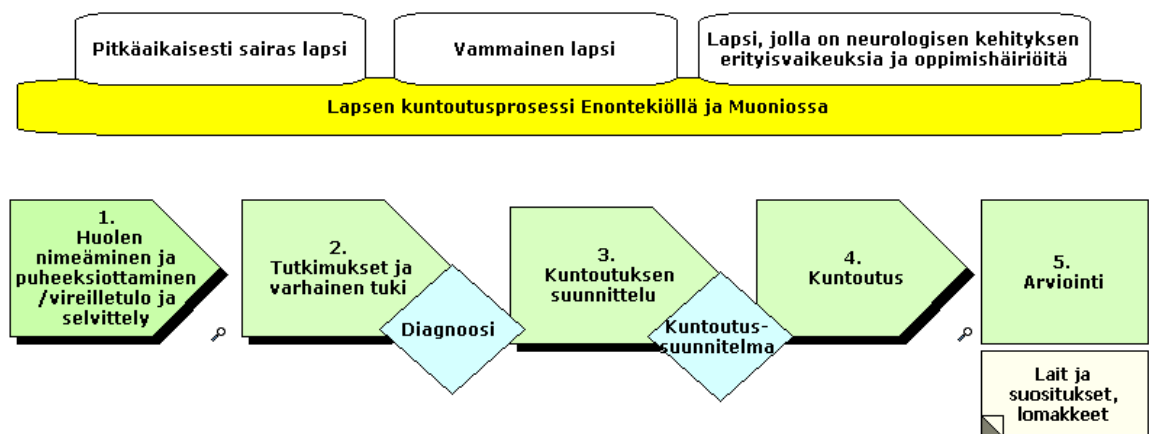 Pitkäaikaisesti sairas lapsi
Vammainen lapsi
Lapsi, jolla on neurologisen kehityksen
erityisvaikeuksia ja oppimishäiriöitä
Lapsen kuntoutusprosessi Enontekiöllä ja Muoniossa
1.
Huolen
nimeäminen ja
puheeksiottaminen
/vireilletulo ja
selvittely
2.
Tutkimukset ja
varhainen tuki
Diagnoosi
3.
Kuntoutuksen
suunnittelu
Kuntoutus-
suunnitelma
4.
Kuntoutus
5.
Arviointi
Lait ja
suositukset,
lomakkeet